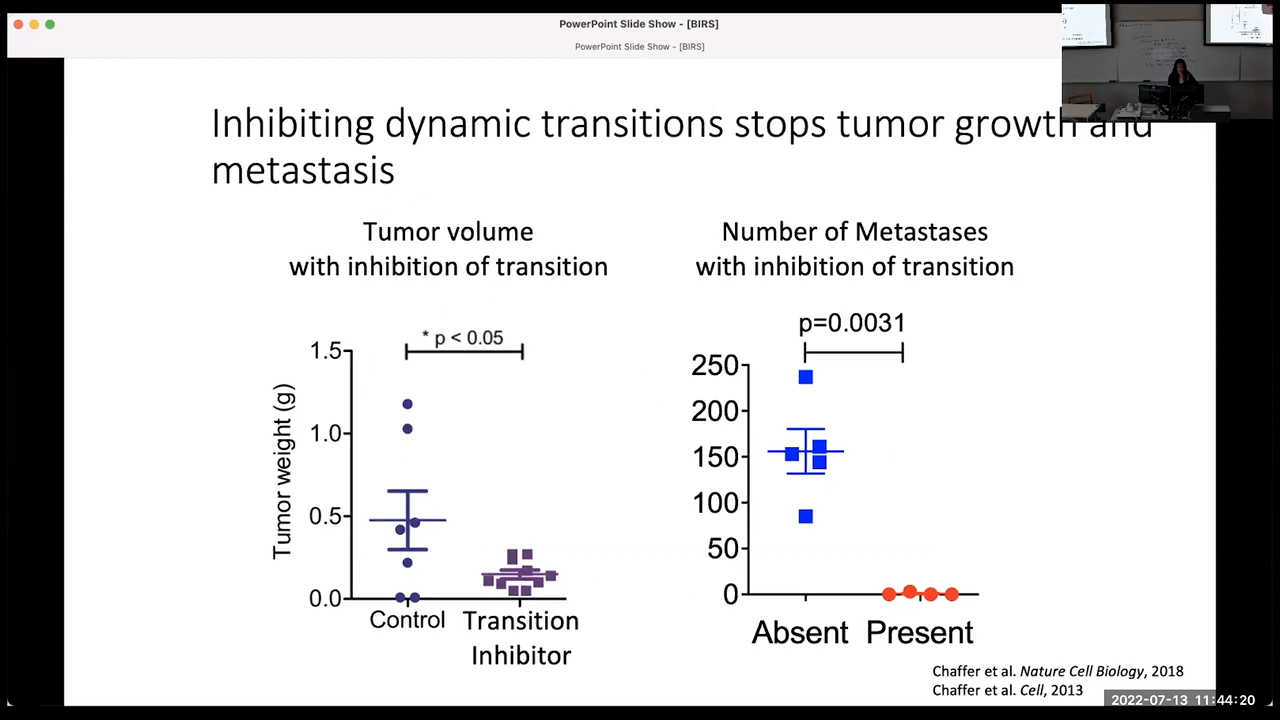 PowerPoint Slide Show - [BIRS]
PowerPoint Slide Show - [BIRS]
Inhibiting dynamic transitions stops tumor growth and
metastasis
Tumor volume
with inhibition of transition
* p < 0.05
1.5
1.0
0.5
0.0
Tumor weight (g)
Control
Transition
Inhibitor
Number of Metastases
with inhibition of transition
p=0.0031
250
200
150
100
50
0
Absent
Present
Chaffer et al. Nature Cell Biology, 2018
Chaffer et al. Cell, 2013
2022-07-13 11:44:20